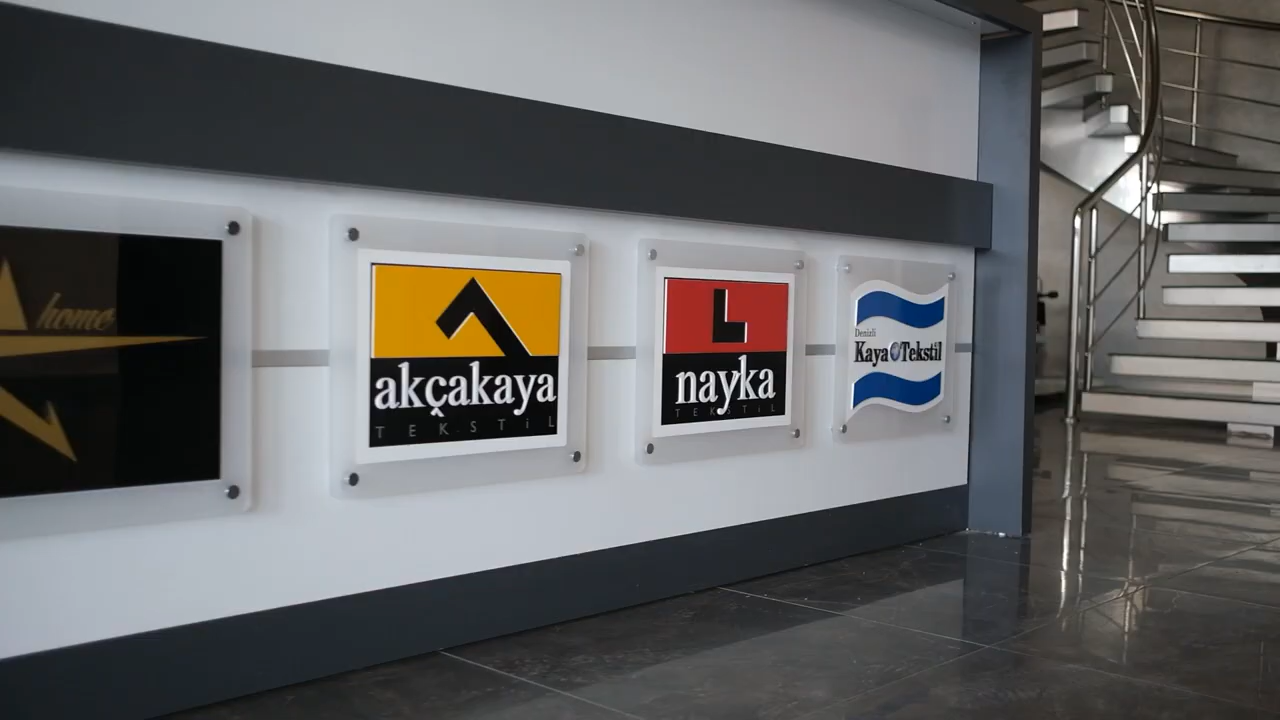 home
akçakaya
TEKSTİL
nayka
TEKSTİL
Denizli
Kaya Tekstil